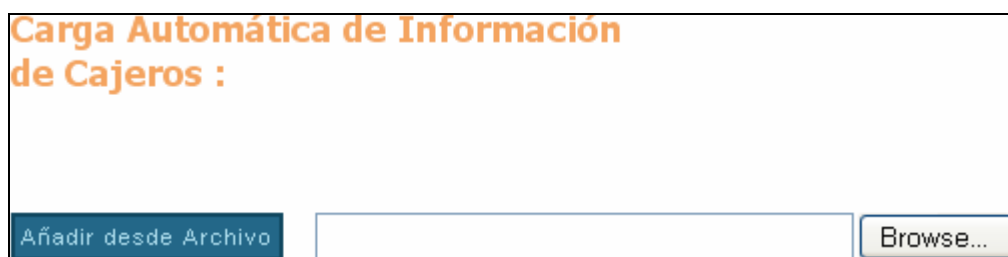 Carga Automática de Información
de Cajeros :
Añadir desde Archivo
Browse...